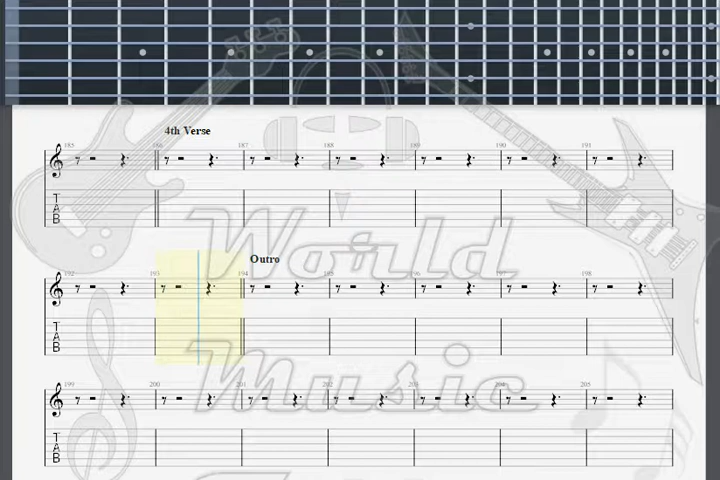 4th Verse
185 186 187 188 189 190 191
T
A
B
World
Outro
192 193 194 195 196 197 198
T
A
B
Music
199 200 201 202 203 204 205
T
A
B